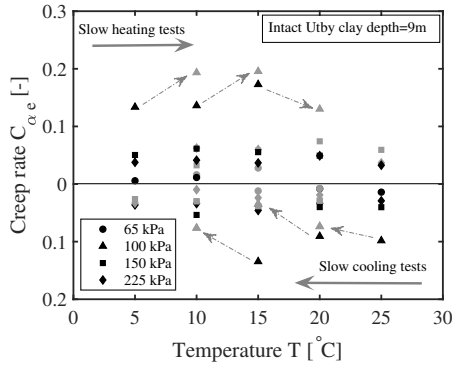 Slow heating tests
Intact Utby clay depth=9m
Creep rate C α e [-]
0.3
0.2
0.1
0
0.1
0.2
65 kPa
100 kPa
150 kPa
225 kPa
Slow cooling tests
0 5 10 15 20 25 30
Temperature T [°C]